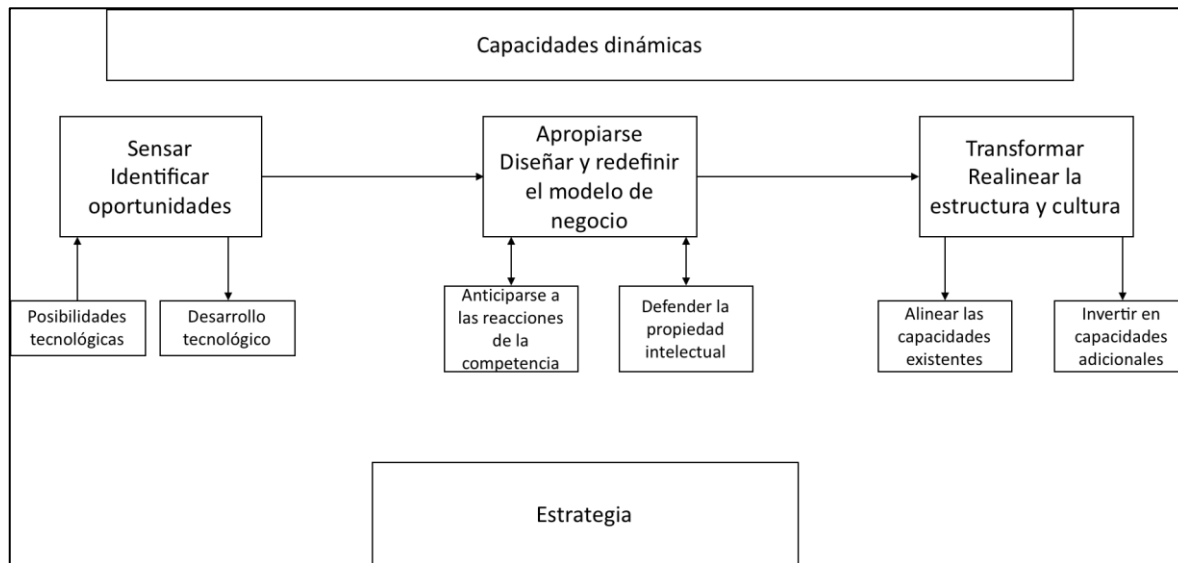 Capacidades dinámicas
Sensar
Identificar
oportunidades
Apropiarse
Diseñar y redefinir
el modelo de
negocio
Transformar
Realinear la
estructura y cultura
Posibilidades
tecnológicas
Desarrollo
tecnológico
Anticiparse a
las reacciones
de la
competencia
Defender la
propiedad
intelectual
Alinear las
capacidades
existentes
Invertir en
capacidades
adicionales
Estrategia